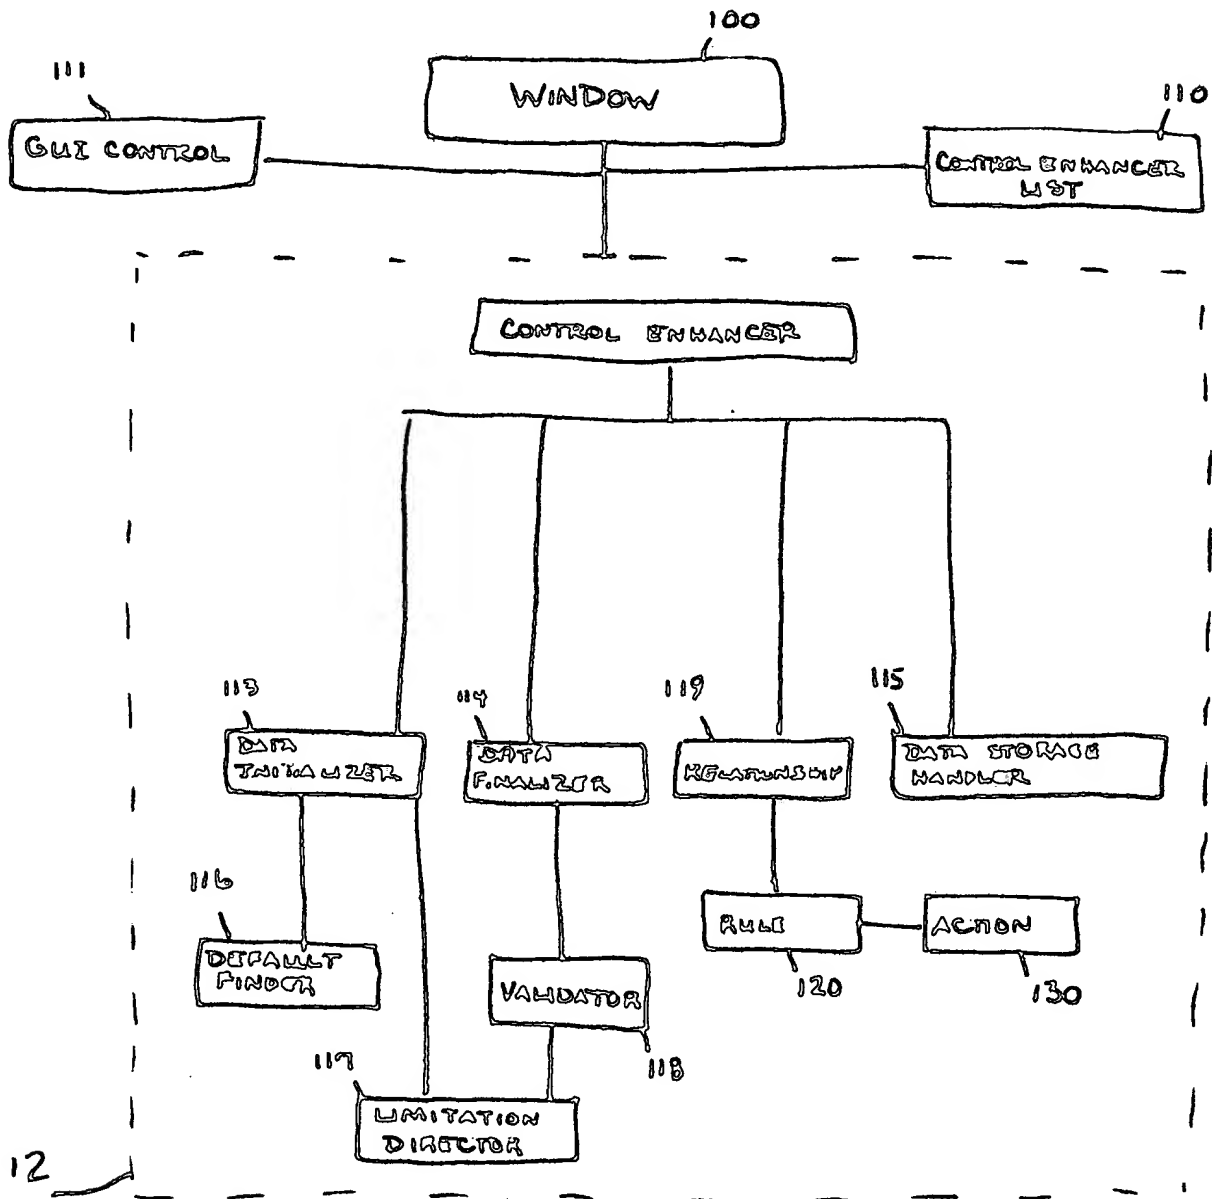 100
111
WINDOW
110
GUI CONTROL
CONTROL ENHANCER
LIST
CONTROL ENHANCER
113
114
119
115
DATA
INITIALIZER
DATA
FINALIZER
RELATIONSHIP
DATA STORAGE
HANDLER
116
RULE
ACTION
DEFAULT
FINDER
VALIDATOR
120
130
117
118
LIMITATION
DIRECTOR
12